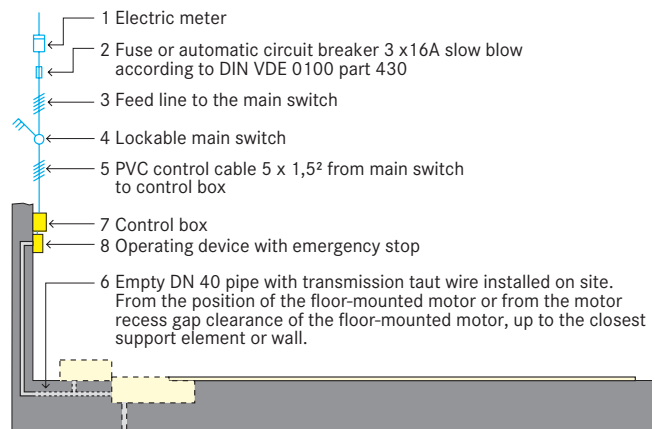 1 Electric meter
2 Fuse or automatic circuit breaker 3 x16A slow blow
according to DIN VDE 0100 part 430
3 Feed line to the main switch
4 Lockable main switch
5 PVC control cable 5 x 1,5² from main switch
to control box
7 Control box
8 Operating device with emergency stop
6 Empty DN 40 pipe with transmission taut wire installed on site.
From the position of the floor-mounted motor or from the motor
recess gap clearance of the floor-mounted motor, up to the closest
support element or wall.